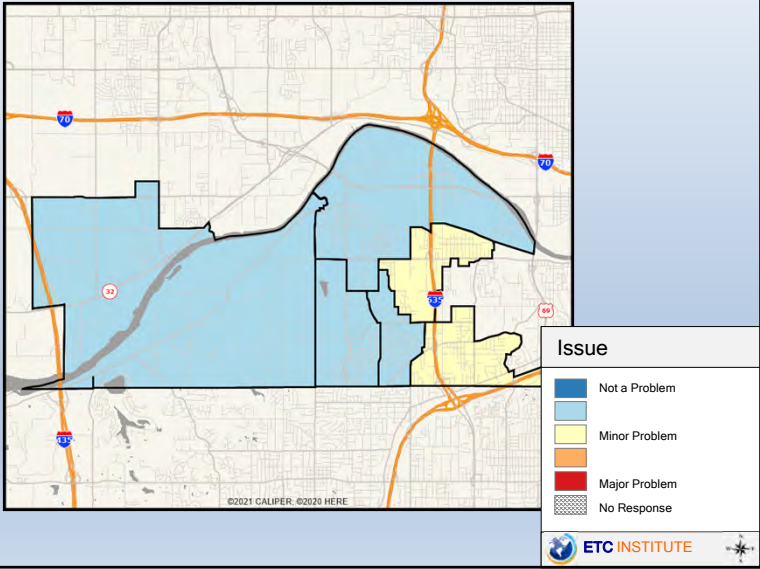 70
70
32
635
69
435
©2021 CALIPER; ©2020 HERE
Issue
Not a Problem
Minor Problem
Major Problem
No Response
ETC INSTITUTE